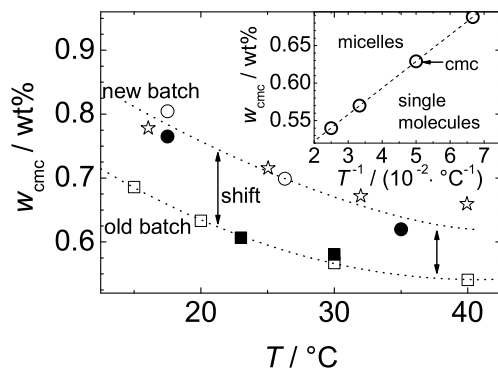 w_cmc / wt%
0.9
0.8
0.7
0.6
20
30
40
T / °C
new batch
old batch
shift
w_cmc / wt%
0.65
0.60
0.55
2
3
4
5
6
7
T⁻¹ / (10⁻² · °C⁻¹)
micelles
cmc
single
molecules